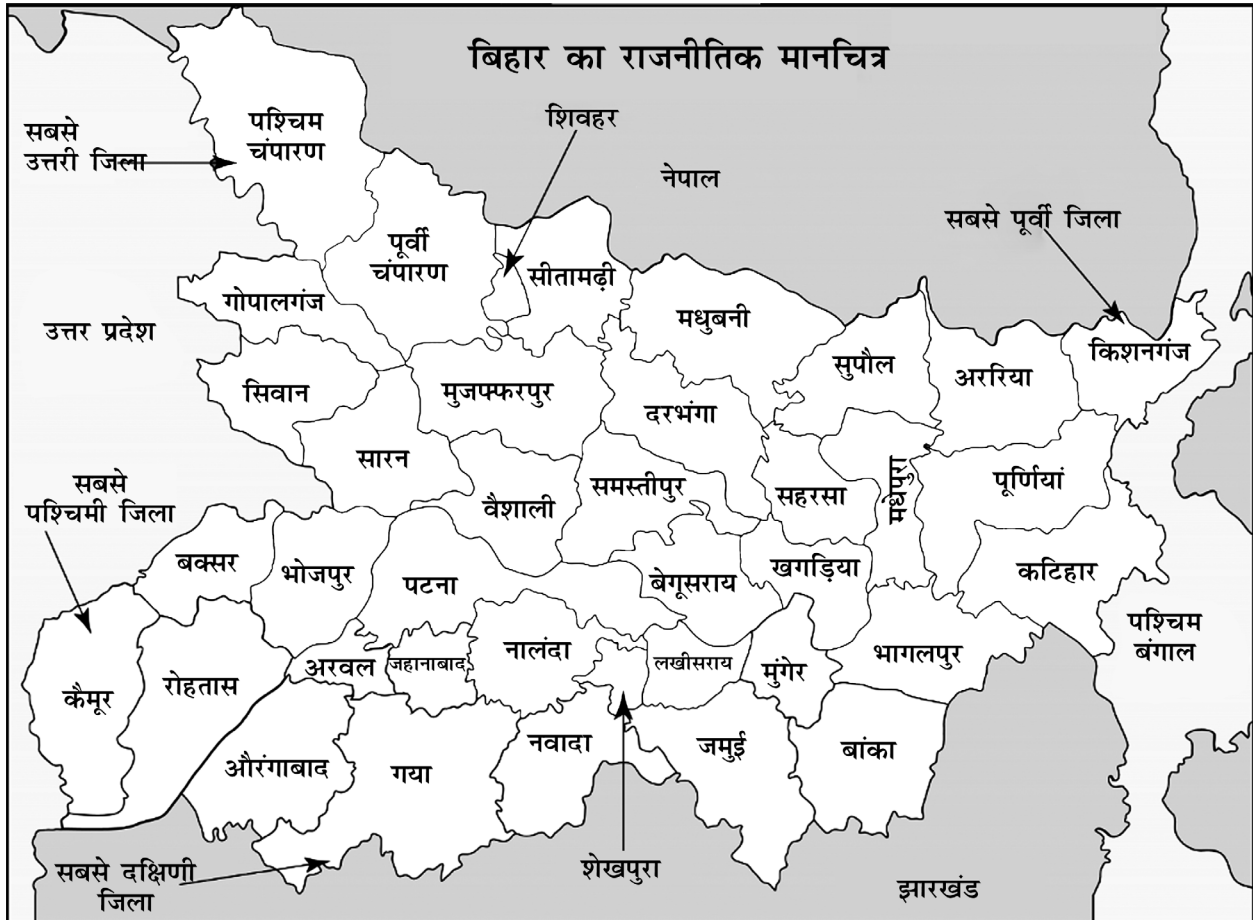 बिहार का राजनीतिक मानचित्र
सबसे
उत्तरी जिला
पश्चिम
चंपारण
शिवहर
नेपाल
सबसे पूर्वी जिला
पूर्वी
चंपारण
सीतामढ़ी
गोपालगंज
मधुबनी
उत्तर प्रदेश
किशनगंज
सुपौल
अररिया
सिवान
मुजफ्फरपुर
दरभंगा
सारन
सबसे
पश्चिमी जिला
वैशाली
समस्तीपुर
सहरसा
मधेपुरा
पूर्णियां
बक्सर
भोजपुर
पटना
बेगूसराय
खगड़िया
कटिहार
पश्चिम
बंगाल
कैमूर
रोहतास
अरवल
जहानाबाद
नालंदा
लखीसराय
मुंगेर
भागलपुर
औरंगाबाद
गया
नवादा
जमुई
बांका
सबसे दक्षिणी
जिला
शेखपुरा
झारखंड